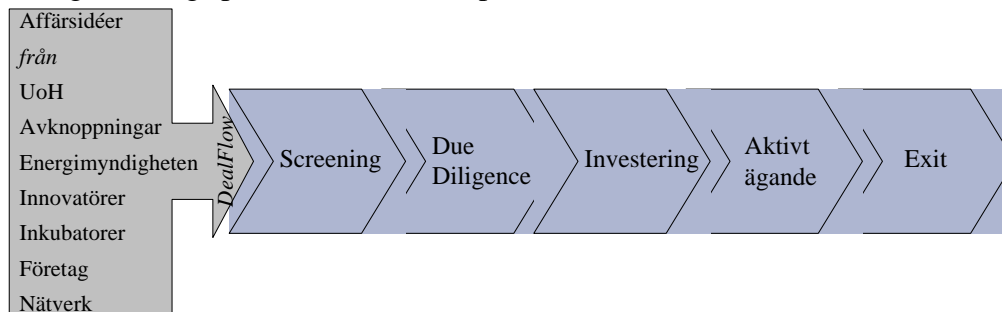 Affärsidéer
från
UoH
Avknoppningar
Energimyndigheten
Innovatörer
Inkubatorer
Företag
Nätverk
DealFlow
Screening
Due
Diligence
Investering
Aktivt
ägande
Exit